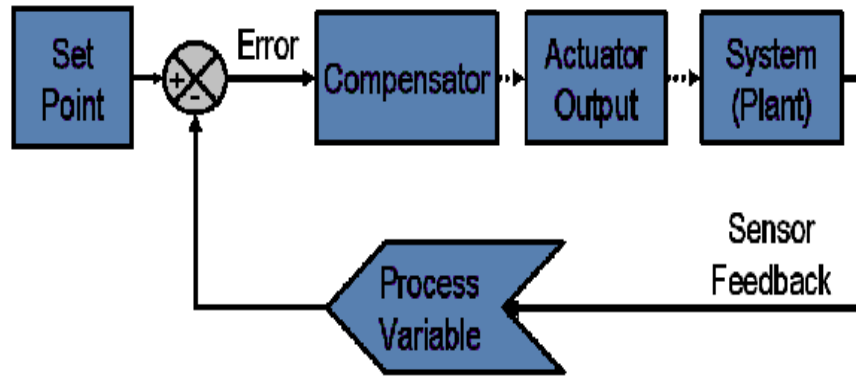 Set
Point
+
-
Error
Compensator
Actuator
Output
System
(Plant)
Sensor
Feedback
Process
Variable